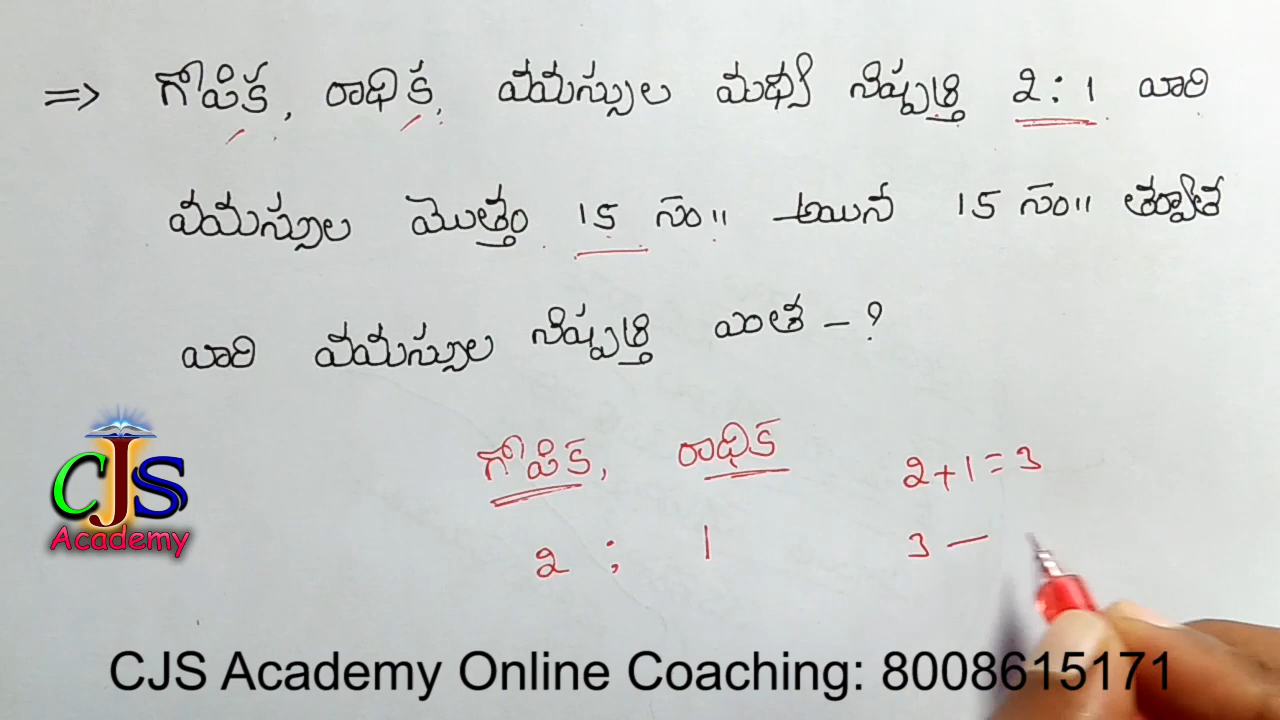 => గోపిక, రాధిక, వయస్సుల మధ్య నిష్పత్తి 2 : 1 వారి
వయస్సుల మొత్తం 15 సం॥ అయిన 15 సం॥ తర్వాత
వారి వయస్సుల నిష్పత్తి ఎంత - ?
గోపిక, రాధిక
2 : 1
2+1=3
3 —
CJS
Academy
CJS Academy Online Coaching: 8008615171